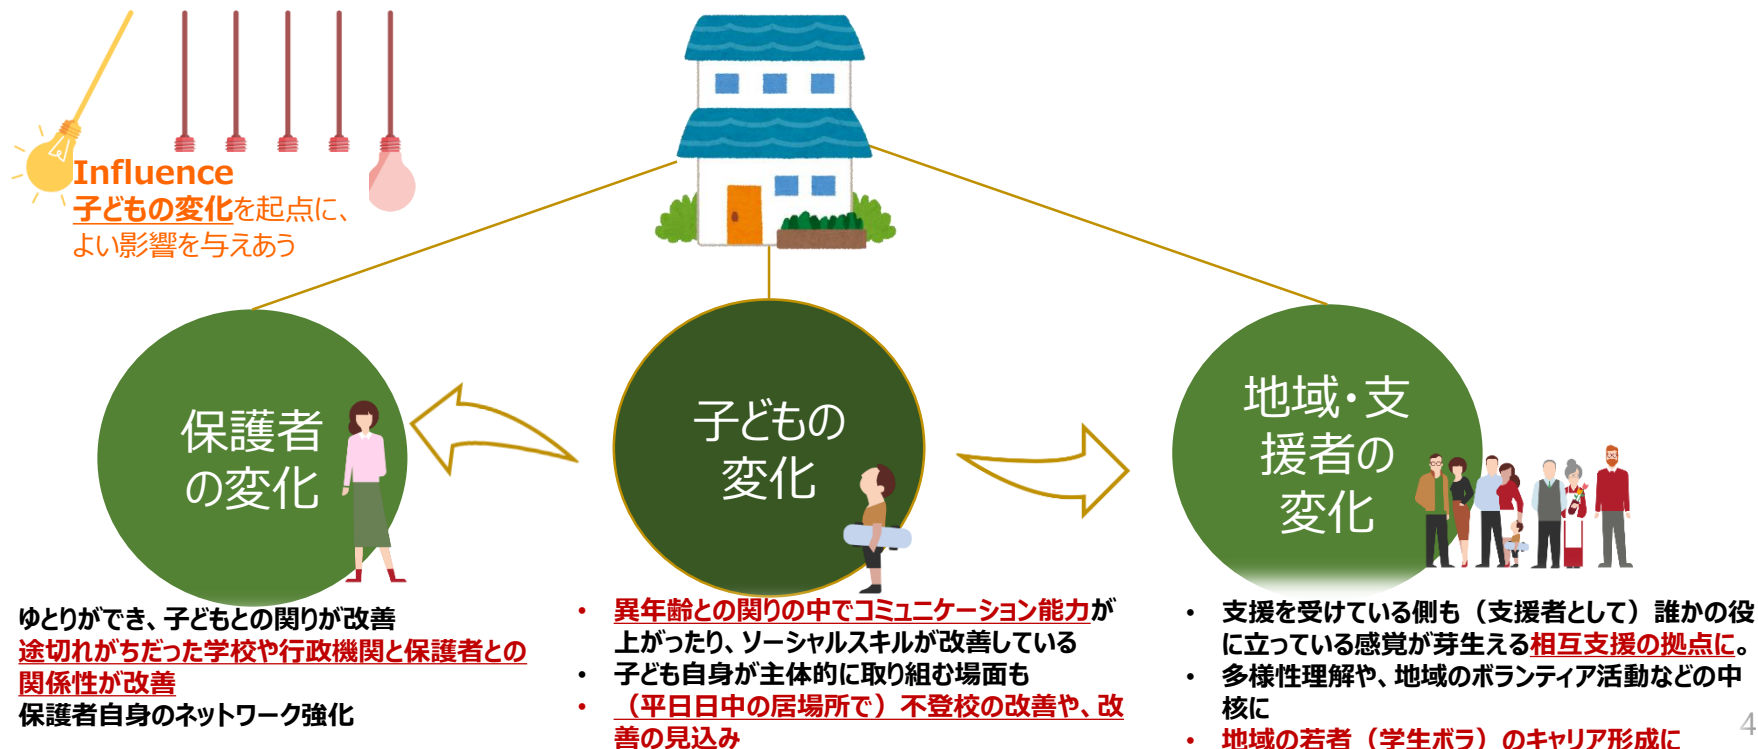 Influence
子どもの変化を起点に、
よい影響を与えあう
保護者
の変化
子どもの
変化
地域・支
援者の
変化
ゆとりができ、子どもとの関りが改善
途切れがちだった学校や行政機関と保護者との
関係性が改善
保護者自身のネットワーク強化
• 異年齢との関りの中でコミュニケーション能力が
上がったり、ソーシャルスキルが改善している
• 子ども自身が主体的に取り組む場面も
• （平日日中の居場所で）不登校の改善や、改
善の見込み
• 支援を受けている側も（支援者として）誰かの役
に立っている感覚が芽生える相互支援の拠点に。
• 多様性理解や、地域のボランティア活動などの中
核に
• 地域の若者（学生ボラ）のキャリア形成に
4